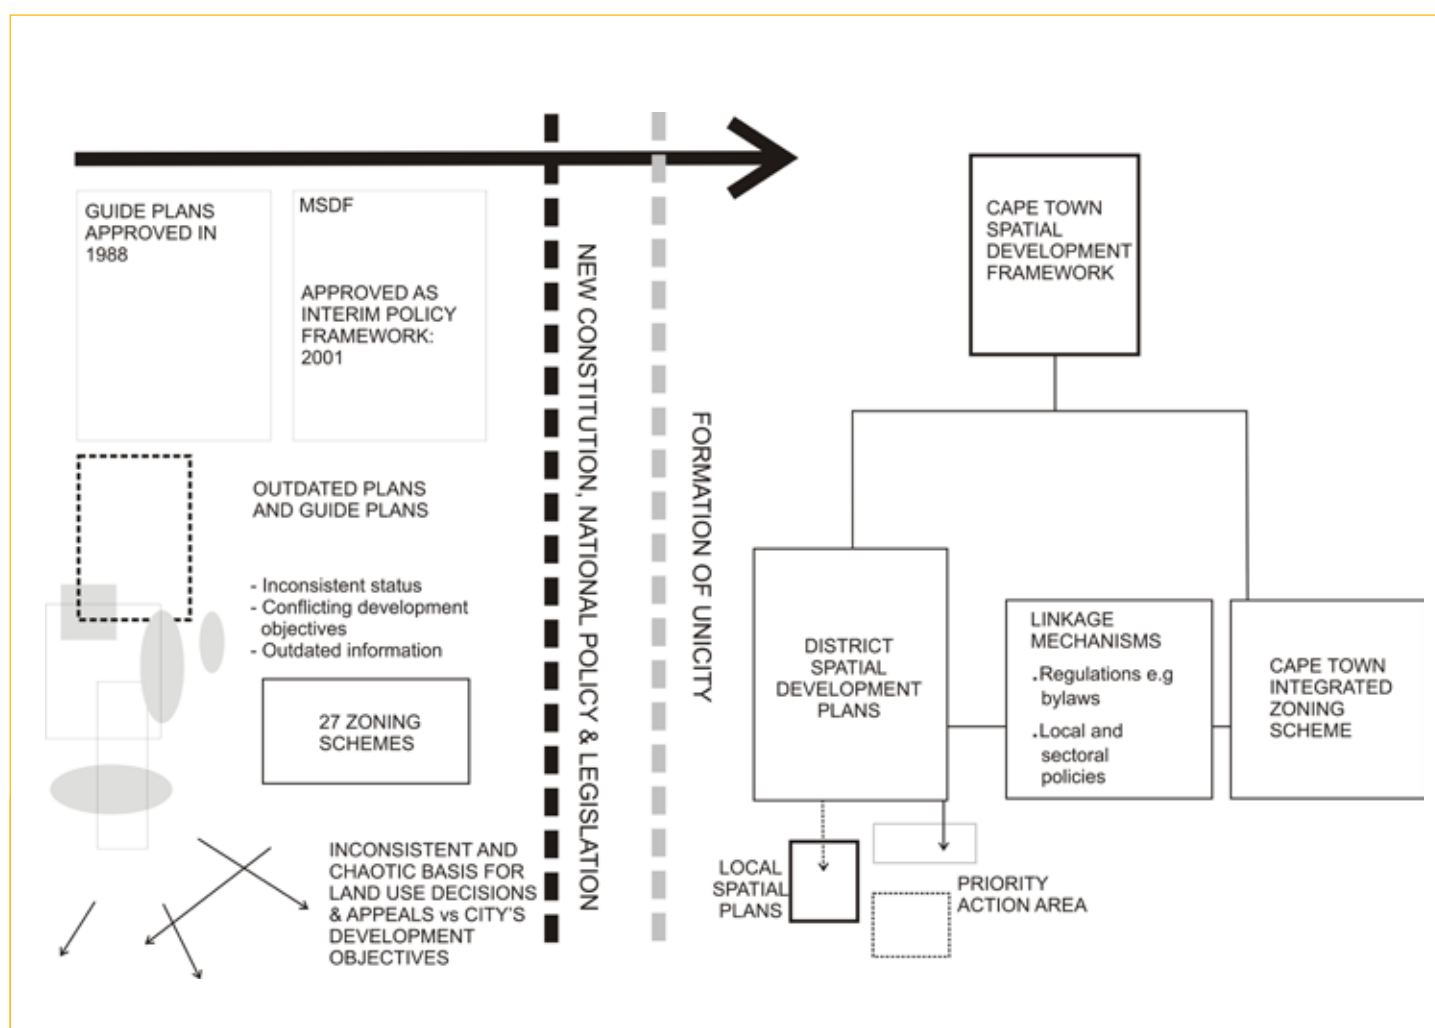 GUIDE PLANS
APPROVED IN
1988
MSDF
APPROVED AS
INTERIM POLICY
FRAMEWORK:
2001
OUTDATED PLANS
AND GUIDE PLANS
- Inconsistent status
- Conflicting development
objectives
- Outdated information
27 ZONING
SCHEMES
INCONSISTENT AND
CHAOTIC BASIS FOR
LAND USE DECISIONS
& APPEALS vs CITY'S
DEVELOPMENT
OBJECTIVES
NEW CONSTITUTION, NATIONAL POLICY & LEGISLATION
FORMATION OF UNICITY
CAPE TOWN
SPATIAL
DEVELOPMENT
FRAMEWORK
DISTRICT
SPATIAL
DEVELOPMENT
PLANS
LINKAGE
MECHANISMS
.Regulations e.g
bylaws
.Local and
sectoral
policies
CAPE TOWN
INTEGRATED
ZONING
SCHEME
LOCAL
SPATIAL
PLANS
PRIORITY
ACTION AREA